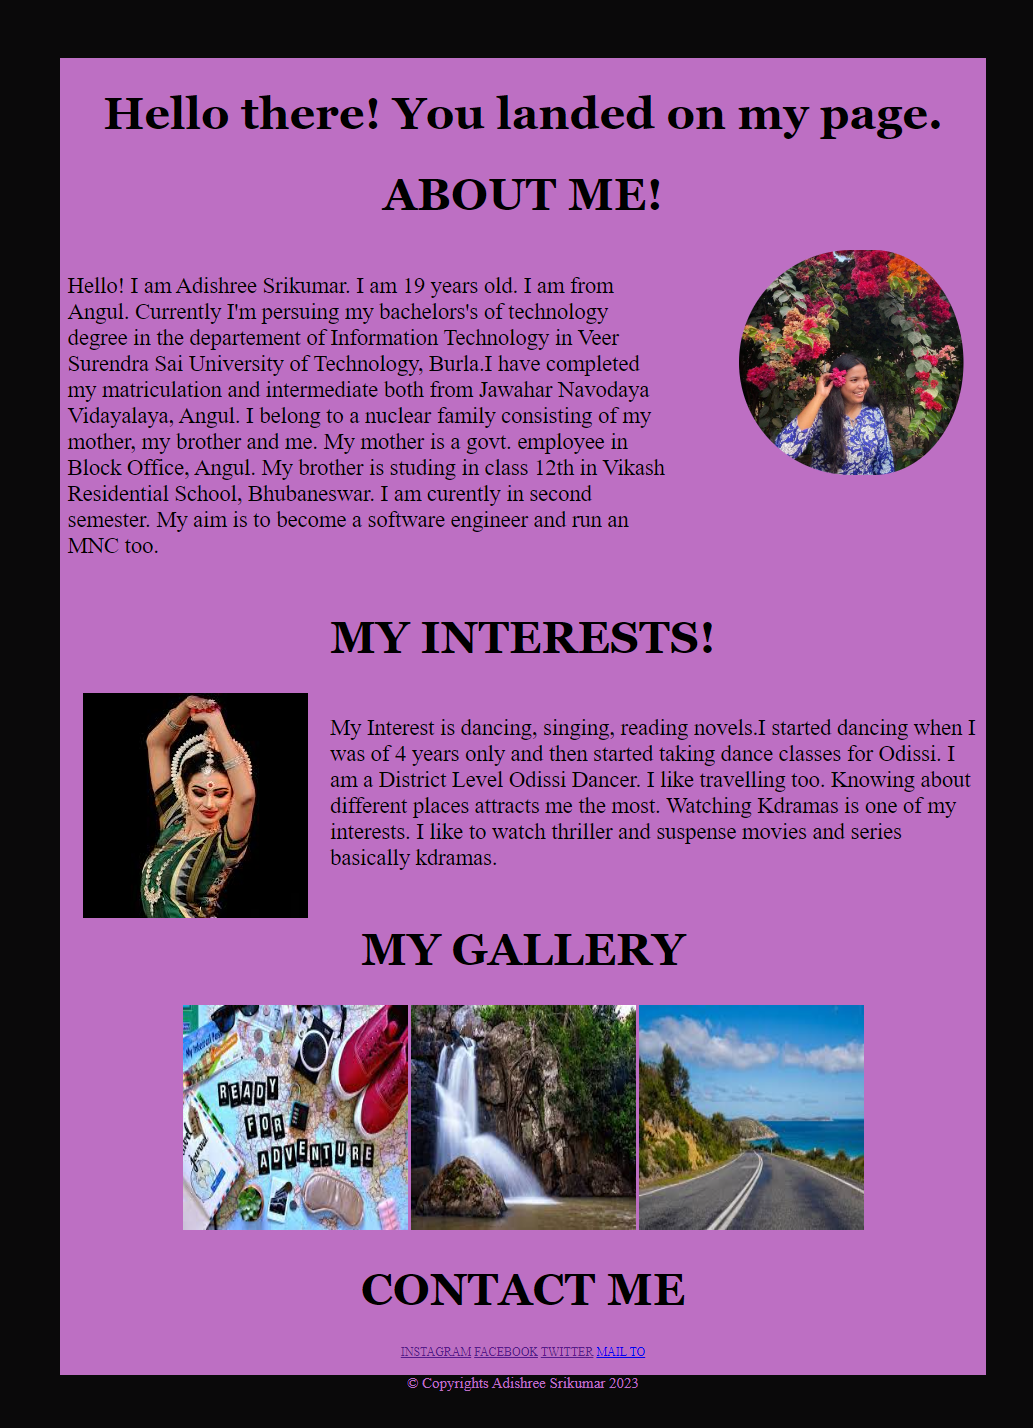 Hello there! You landed on my page.
ABOUT ME!
Hello! I am Adishree Srikumar. I am 19 years old. I am from
Angul. Currently I'm persuing my bachelors's of technology
degree in the departement of Information Technology in Veer
Surendra Sai University of Technology, Burla.I have completed
my matriculation and intermediate both from Jawahar Navodaya
Vidayalaya, Angul. I belong to a nuclear family consisting of my
mother, my brother and me. My mother is a govt. employee in
Block Office, Angul. My brother is studing in class 12th in Vikash
Residential School, Bhubaneswar. I am curently in second
semester. My aim is to become a software engineer and run an
MNC too.
MY INTERESTS!
My Interest is dancing, singing, reading novels.I started dancing when I
was of 4 years only and then started taking dance classes for Odissi. I
am a District Level Odissi Dancer. I like travelling too. Knowing about
different places attracts me the most. Watching Kdramas is one of my
interests. I like to watch thriller and suspense movies and series
basically kdramas.
MY GALLERY
READY
FOR
ADVENTURE
CONTACT ME
INSTAGRAM FACEBOOK TWITTER MAIL TO
© Copyrights Adishree Srikumar 2023